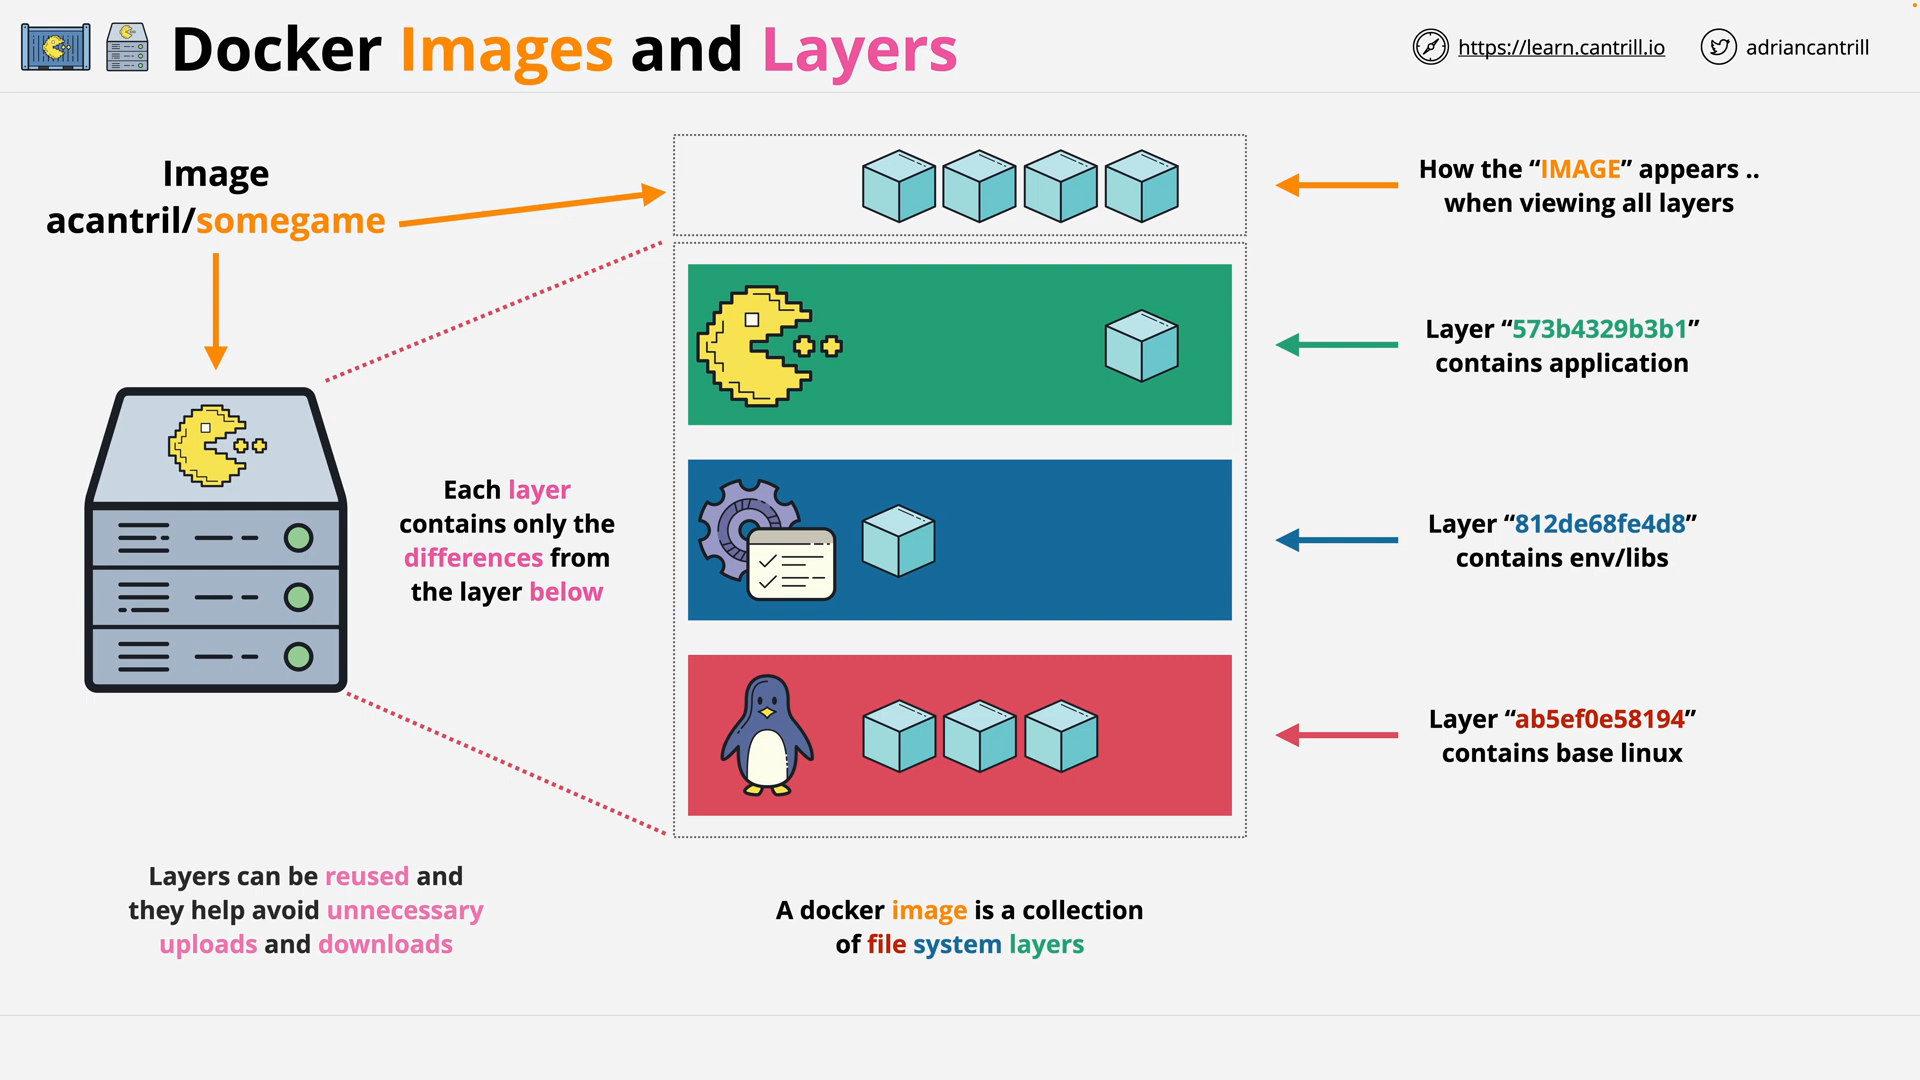 Docker Images and Layers
https://learn.cantrill.io
adriancantrill
Image
acantril/somegame
How the “IMAGE” appears ..
when viewing all layers
Layer “573b4329b3b1”
contains application
Each layer
contains only the
differences from
the layer below
Layer “812de68fe4d8”
contains env/libs
Layer “ab5ef0e58194”
contains base linux
Layers can be reused and
they help avoid unnecessary
uploads and downloads
A docker image is a collection
of file system layers